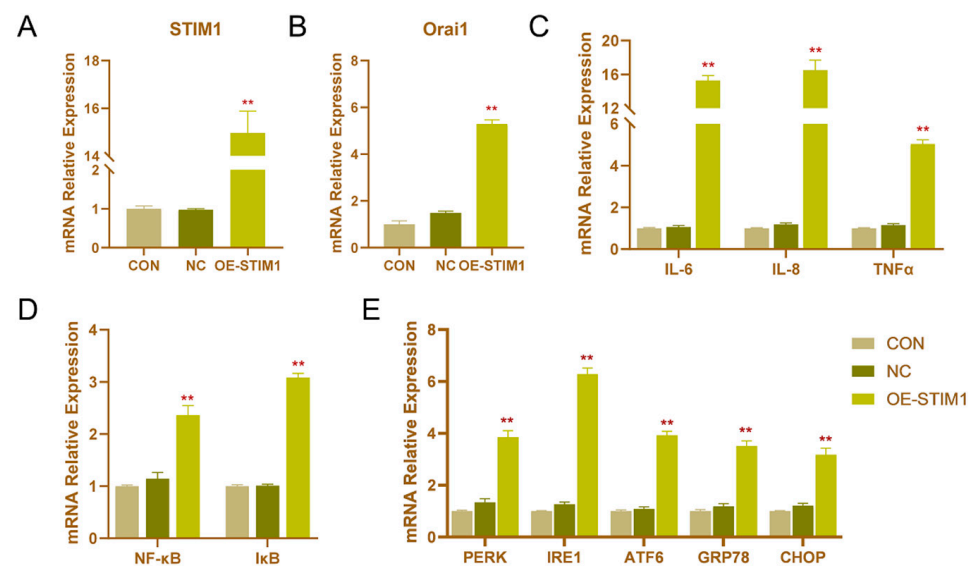 A
STIM1
mRNA Relative Expression
18
16
14
2
1
0
**
CON NC OE-STIM1
B
Orai1
mRNA Relative Expression
8
6
4
2
0
**
CON NC OE-STIM1
C
mRNA Relative Expression
20
16
12
6
4
2
0
** ** **
IL-6 IL-8 TNFα
D
mRNA Relative Expression
4
3
2
1
0
** **
NF-κB IκB
E
mRNA Relative Expression
8
6
4
2
0
** ** ** ** **
PERK IRE1 ATF6 GRP78 CHOP
CON
NC
OE-STIM1